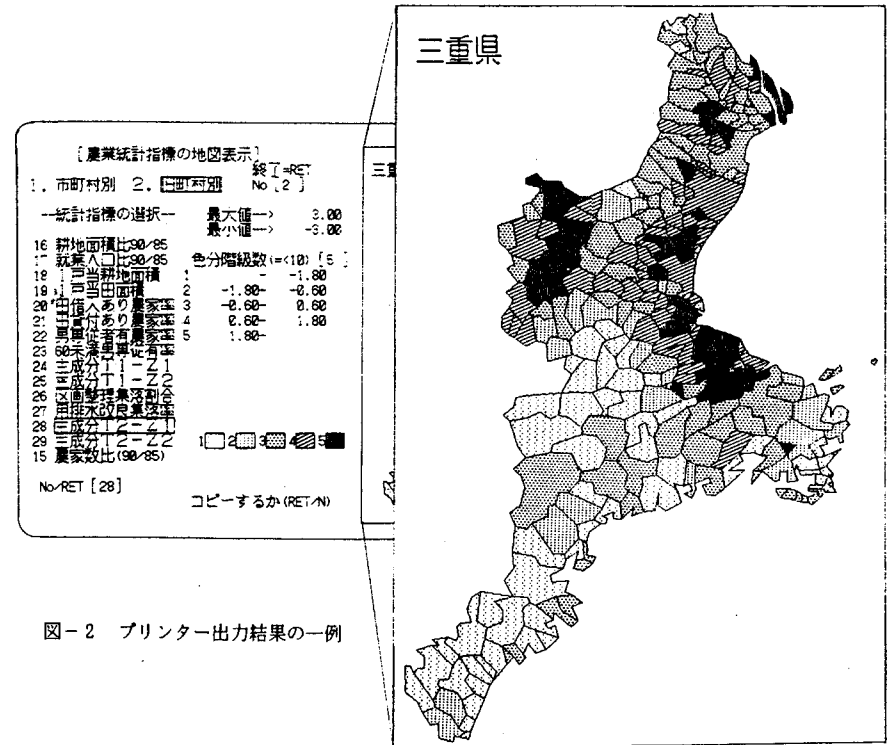 三重県
[農業統計指標の地図表示]
終了=RET
1. 市町村別 2. 旧町村別 No [2 ]
--統計指標の選択-- 最大値--> 3.00
最小値--> -3.00
16 耕地面積比90/85
17 就業人口比90/85 色分階級数(=<10) [5 ]
18 1戸当耕地面積 1 - -1.80
19 1戸当田面積 2 -1.80- -0.60
20 田借入あり農家率 3 -0.60- 0.60
21 田貸付あり農家率 4 0.60- 1.80
22 男専従者有農家率 5 1.80-
23 60未満男専従有率
24 主成分T1-Z1
25 主成分T1-Z2
26 区画整理集落割合
27 用排水改良集落率
28 主成分T2-Z1
29 主成分T2-Z2 1 2 3 4 5
15 農家数比(90/85)
No/RET [28]
コピーするか(RET/N)
図-2 プリンター出力結果の一例